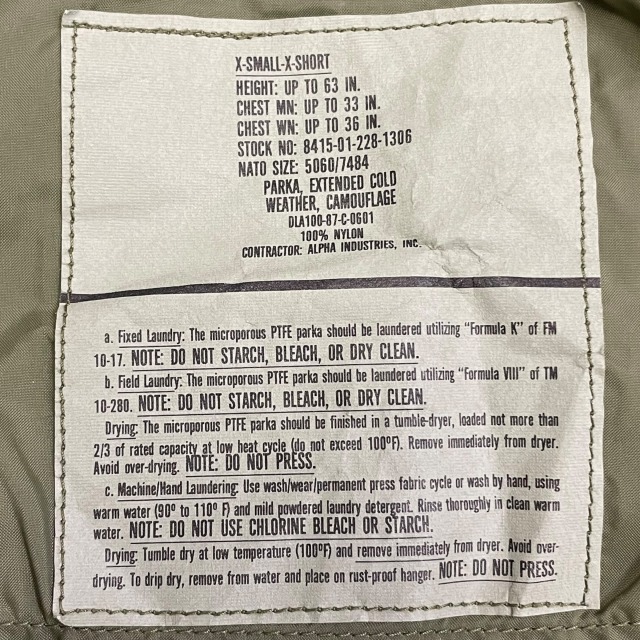 X-SMALL-X-SHORT
HEIGHT: UP TO 63 IN.
CHEST MN: UP TO 33 IN.
CHEST WN: UP TO 36 IN.
STOCK NO: 8415-01-228-1306
NATO SIZE: 5060/7484
PARKA, EXTENDED COLD
WEATHER, CAMOUFLAGE
DLA100-87-C-0601
100% NYLON
CONTRACTOR: ALPHA INDUSTRIES, INC.
a. Fixed Laundry: The microporous PTFE parka should be laundered utilizing "Formula K" of FM
10-17. NOTE: DO NOT STARCH, BLEACH, OR DRY CLEAN.
b. Field Laundry: The microporous PTFE parka should be laundered utilizing "Formula VIII" of TM
10-280. NOTE: DO NOT STARCH, BLEACH, OR DRY CLEAN.
Drying: The microporous PTFE parka should be finished in a tumble-dryer, loaded not more than
2/3 of rated capacity at low heat cycle (do not exceed 100ºF). Remove immediately from dryer.
Avoid over-drying. NOTE: DO NOT PRESS.
c. Machine/Hand Laundering: Use wash/wear/permanent press fabric cycle or wash by hand, using
warm water (90º to 110º F) and mild powdered laundry detergent. Rinse thoroughly in clean warm
water. NOTE: DO NOT USE CHLORINE BLEACH OR STARCH.
Drying: Tumble dry at low temperature (100ºF) and remove immediately from dryer. Avoid over-
drying. To drip dry, remove from water and place on rust-proof hanger. NOTE: DO NOT PRESS.